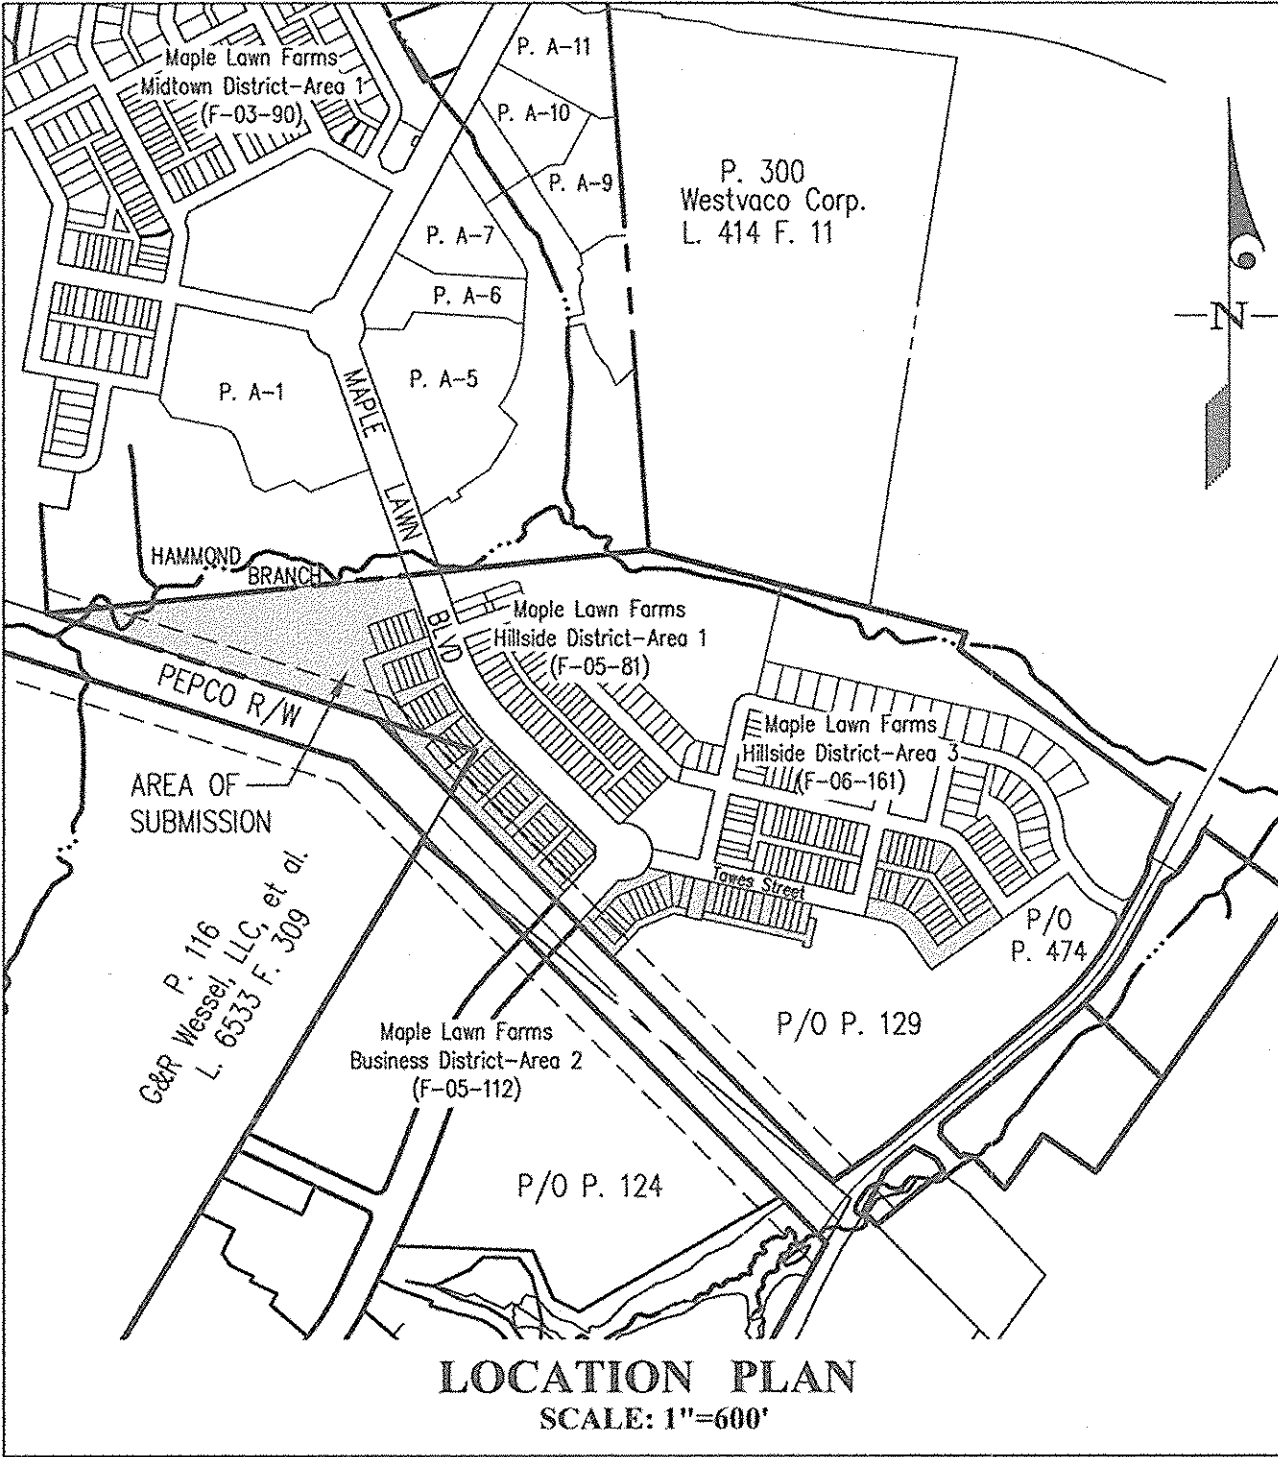 Maple Lawn Farms
Midtown District-Area 1
(F-03-90)
P. A-11
P. A-10
P. A-9
P. 300
Westvaco Corp.
L. 414 F. 11
P. A-7
P. A-6
N
P. A-1
P. A-5
MAPLE LAWN BLVD
HAMMOND
BRANCH
Maple Lawn Farms
Hillside District-Area 1
(F-05-81)
PEPCO R/W
Maple Lawn Farms
Hillside District-Area 3
(F-06-161)
AREA OF
SUBMISSION
Tawes Street
P/O
P. 474
P. 116
G&R Wessel, LLC, et al.
L. 6533 F. 309
P/O P. 129
Maple Lawn Farms
Business District-Area 2
(F-05-112)
P/O P. 124
LOCATION PLAN
SCALE: 1"=600'